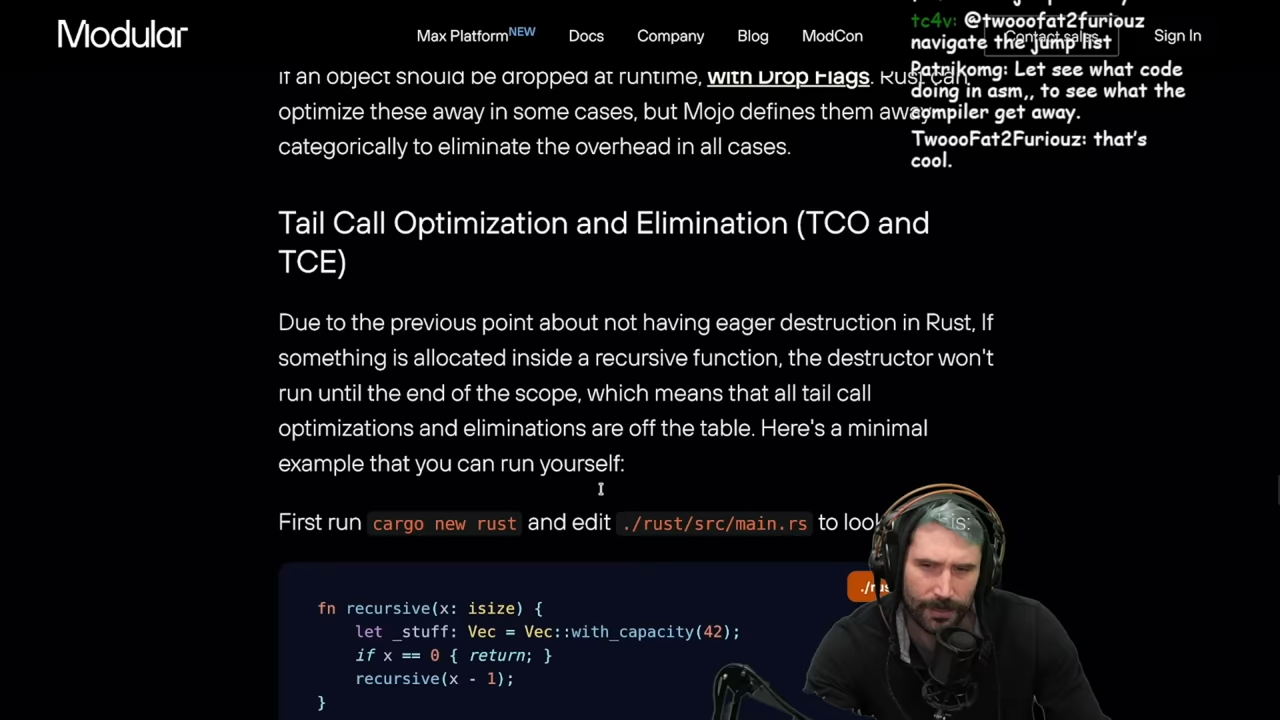 Modular
Max Platform NEW
Docs
Company
Blog
ModCon
Contact sales
Sign In
tc4v: @twooofat2furiouz
navigate the jump list
Patrikomg: Let see what code
doing in asm,, to see what the
compiler get away.
TwoooFat2Furiouz: that's
cool.
If an object should be dropped at runtime, with Drop Flags. Rust can
optimize these away in some cases, but Mojo defines them away
categorically to eliminate the overhead in all cases.
Tail Call Optimization and Elimination (TCO and
TCE)
Due to the previous point about not having eager destruction in Rust, If
something is allocated inside a recursive function, the destructor won't
run until the end of the scope, which means that all tail call
optimizations and eliminations are off the table. Here's a minimal
example that you can run yourself:
First run cargo new rust and edit ./rust/src/main.rs to look
fn recursive(x: isize) {
let _stuff: Vec = Vec::with_capacity(42);
if x == 0 { return; }
recursive(x - 1);
}